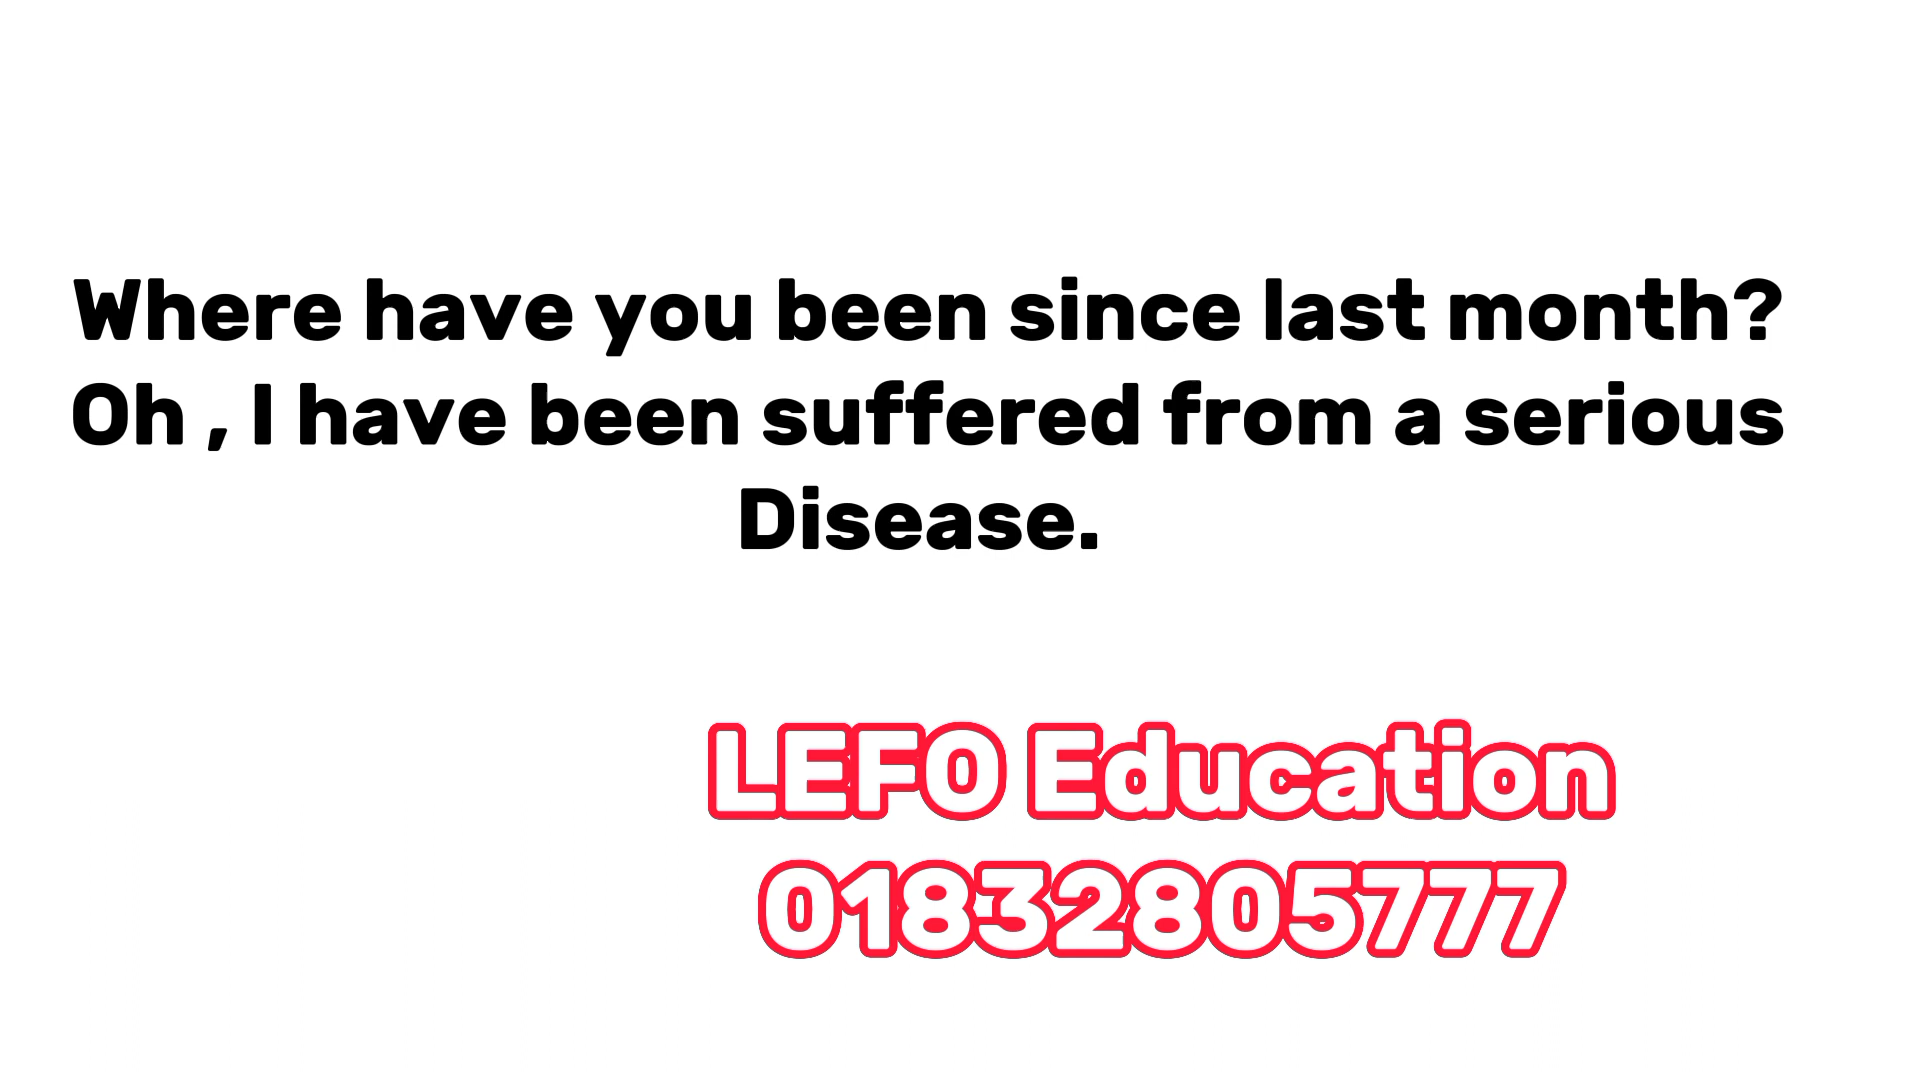 Where have you been since last month?
Oh , I have been suffered from a serious
Disease.
LEFO Education
01832805777